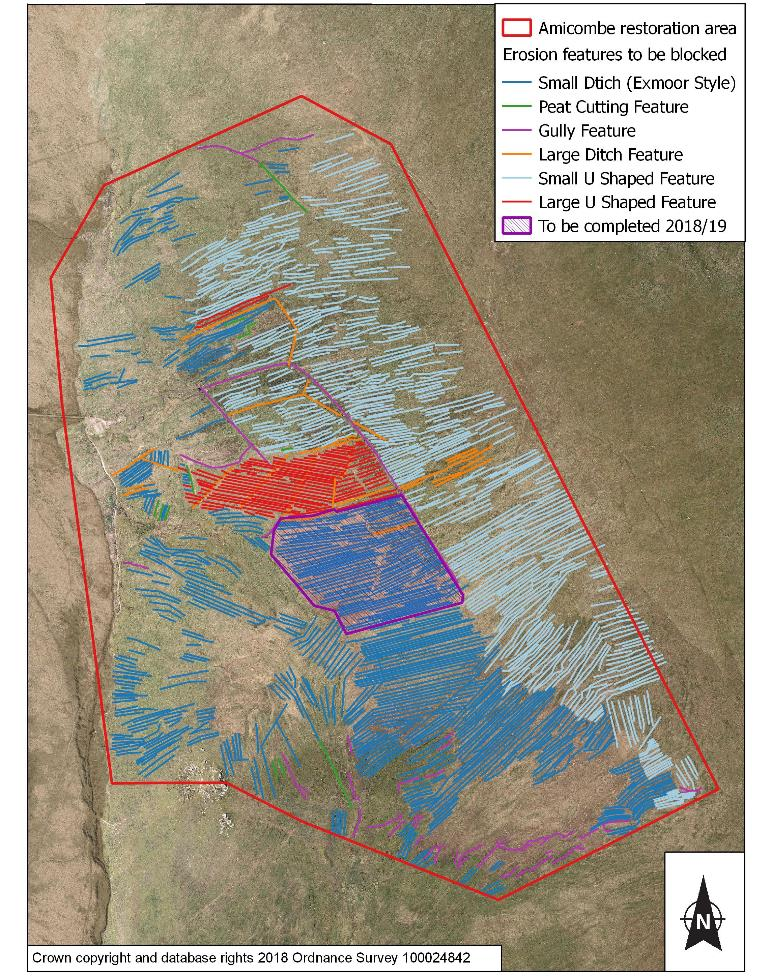 Amicombe restoration area
Erosion features to be blocked
Small Dtich (Exmoor Style)
Peat Cutting Feature
Gully Feature
Large Ditch Feature
Small U Shaped Feature
Large U Shaped Feature
To be completed 2018/19
N
Crown copyright and database rights 2018 Ordnance Survey 100024842